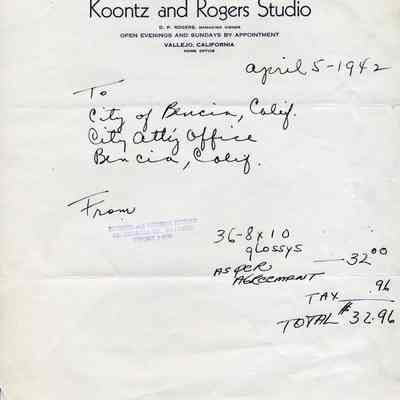 Koontz and Rogers Studio
D. P. ROGERS, MANAGING OWNER
OPEN EVENINGS AND SUNDAYS BY APPOINTMENT
VALLEJO, CALIFORNIA
HOME OFFICE
April 5-1942
To
City of Bencia, Calif.
City Att'y Office
Bencia, Calif.
From
36-8x10
glossys
AS PER
AGREEMENT
32 00
TAX .96
TOTAL #32.96